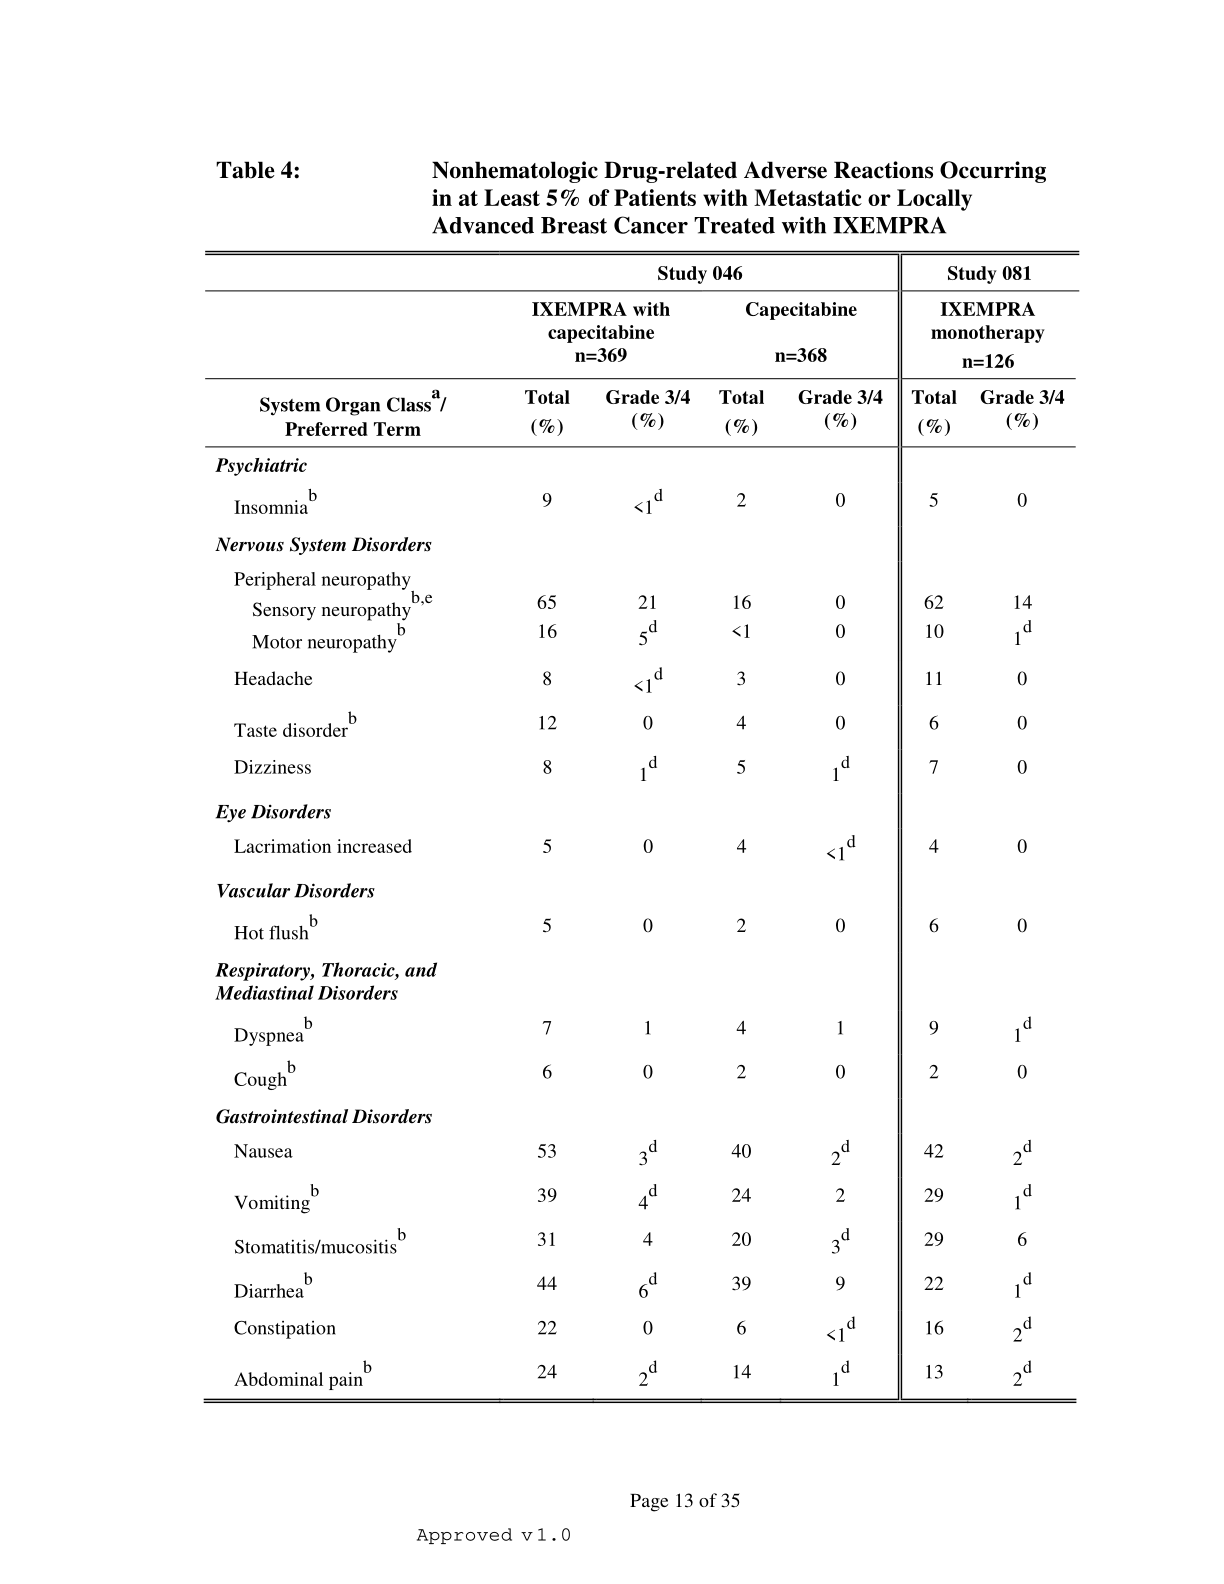 Table 4: Nonhematologic Drug-related Adverse Reactions Occurring
in at Least 5% of Patients with Metastatic or Locally
Advanced Breast Cancer Treated with IXEMPRA
Study 046 Study 081
IXEMPRA with Capecitabine IXEMPRA
capecitabine monotherapy
n=369 n=368 n=126
System Organ Class^a/ Total Grade 3/4 Total Grade 3/4 Total Grade 3/4
Preferred Term (%) (%) (%) (%) (%) (%)
Psychiatric
Insomnia^b 9 <1^d 2 0 5 0
Nervous System Disorders
Peripheral neuropathy
Sensory neuropathy^b,e 65 21 16 0 62 14
Motor neuropathy^b 16 5^d <1 0 10 1^d
Headache 8 <1^d 3 0 11 0
Taste disorder^b 12 0 4 0 6 0
Dizziness 8 1^d 5 1^d 7 0
Eye Disorders
Lacrimation increased 5 0 4 <1^d 4 0
Vascular Disorders
Hot flush^b 5 0 2 0 6 0
Respiratory, Thoracic, and
Mediastinal Disorders
Dyspnea^b 7 1 4 1 9 1^d
Cough^b 6 0 2 0 2 0
Gastrointestinal Disorders
Nausea 53 3^d 40 2^d 42 2^d
Vomiting^b 39 4^d 24 2 29 1^d
Stomatitis/mucositis^b 31 4 20 3^d 29 6
Diarrhea^b 44 6^d 39 9 22 1^d
Constipation 22 0 6 <1^d 16 2^d
Abdominal pain^b 24 2^d 14 1^d 13 2^d
Page 13 of 35
Approved v1.0